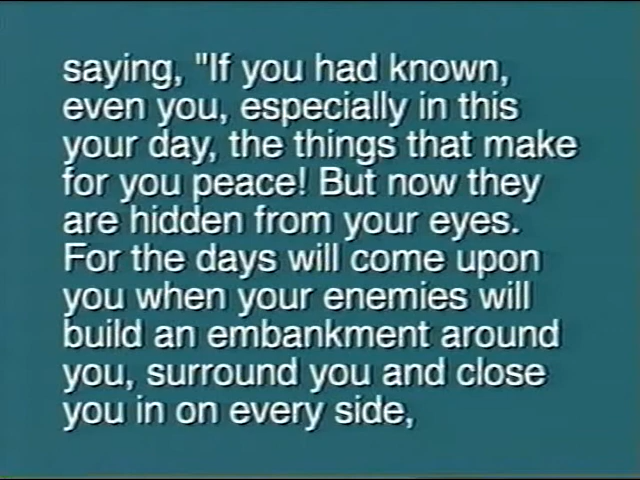 saying, "If you had known,
even you, especially in this
your day, the things that make
for you peace! But now they
are hidden from your eyes.
For the days will come upon
you when your enemies will
build an embankment around
you, surround you and close
you in on every side,